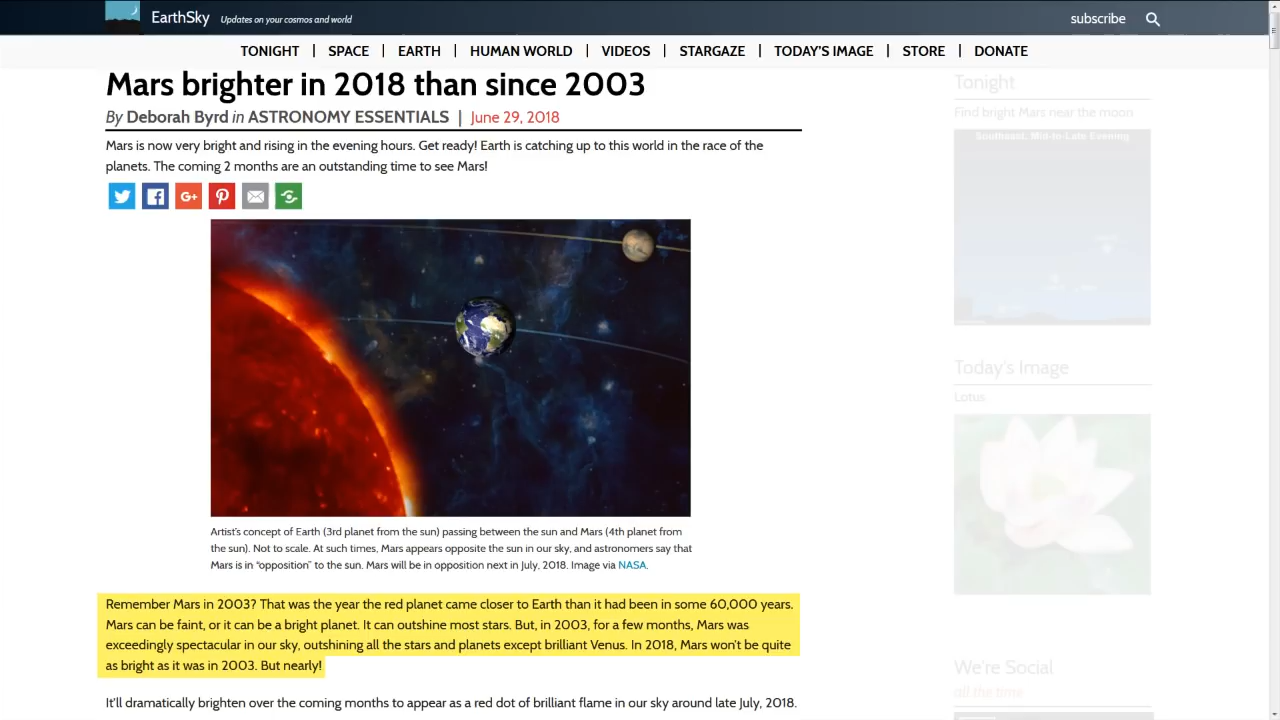 EarthSky Updates on your cosmos and world subscribe
TONIGHT | SPACE | EARTH | HUMAN WORLD | VIDEOS | STARGAZE | TODAY'S IMAGE | STORE | DONATE
Mars brighter in 2018 than since 2003
By Deborah Byrd in ASTRONOMY ESSENTIALS | June 29, 2018
Mars is now very bright and rising in the evening hours. Get ready! Earth is catching up to this world in the race of the
planets. The coming 2 months are an outstanding time to see Mars!
G+
Artist's concept of Earth (3rd planet from the sun) passing between the sun and Mars (4th planet from
the sun). Not to scale. At such times, Mars appears opposite the sun in our sky, and astronomers say that
Mars is in “opposition” to the sun. Mars will be in opposition next in July, 2018. Image via NASA.
Remember Mars in 2003? That was the year the red planet came closer to Earth than it had been in some 60,000 years.
Mars can be faint, or it can be a bright planet. It can outshine most stars. But, in 2003, for a few months, Mars was
exceedingly spectacular in our sky, outshining all the stars and planets except brilliant Venus. In 2018, Mars won't be quite
as bright as it was in 2003. But nearly!
It'll dramatically brighten over the coming months to appear as a red dot of brilliant flame in our sky around late July, 2018.
Tonight
Find bright Mars near the moon
Southeast: Mid-to-Late Evening
Today's Image
Lotus
We're Social
all the time